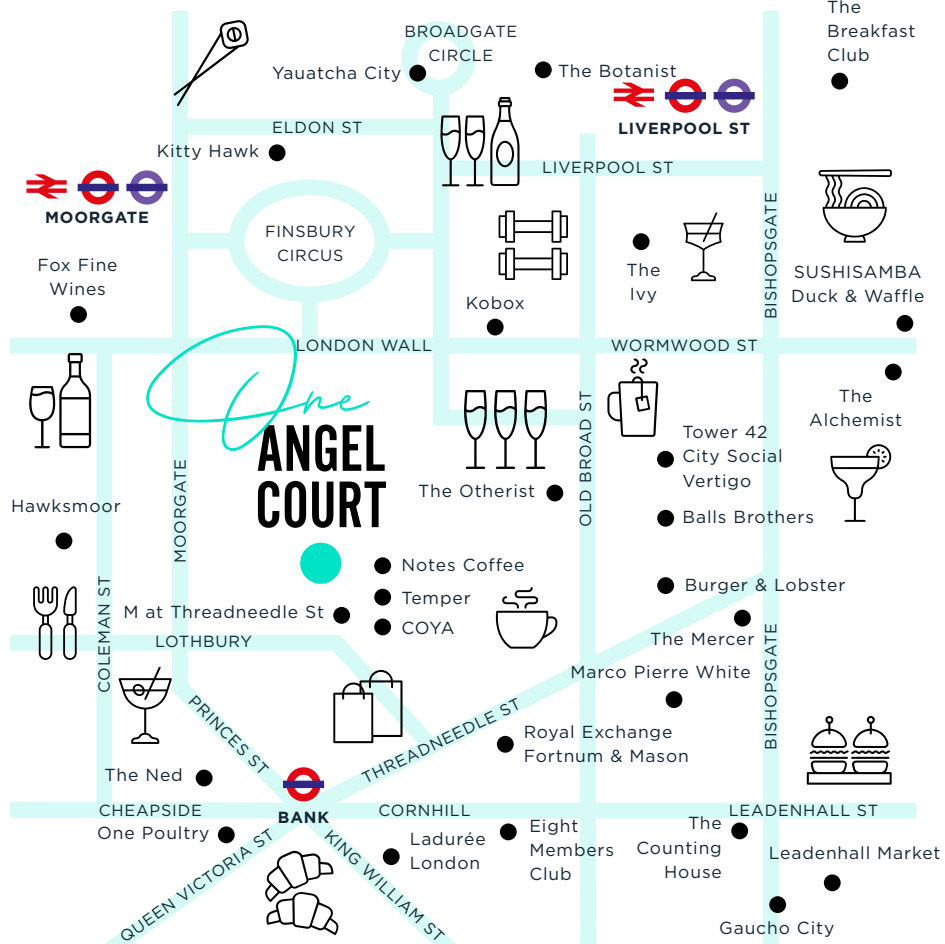 The
Breakfast
Club
BROADGATE
CIRCLE
Yauatcha City
The Botanist
LIVERPOOL ST
ELDON ST
Kitty Hawk
LIVERPOOL ST
MOORGATE
FINSBURY
CIRCUS
BISHOPSGATE
Fox Fine
Wines
The
Ivy
SUSHISAMBA
Duck & Waffle
Kobox
LONDON WALL
WORMWOOD ST
One
ANGEL
COURT
The
Alchemist
OLD BROAD ST
Tower 42
City Social
Vertigo
MOORGATE
The Otherist
Balls Brothers
Hawksmoor
Notes Coffee
Temper
COYA
Burger & Lobster
M at Threadneedle St
COLEMAN ST
LOTHBURY
The Mercer
BISHOPSGATE
Marco Pierre White
PRINCES ST
THREADNEEDLE ST
Royal Exchange
Fortnum & Mason
The Ned
CHEAPSIDE
One Poultry
BANK
CORNHILL
LEADENHALL ST
QUEEN VICTORIA ST
KING WILLIAM ST
Ladurée
London
Eight
Members
Club
The
Counting
House
Leadenhall Market
Gaucho City